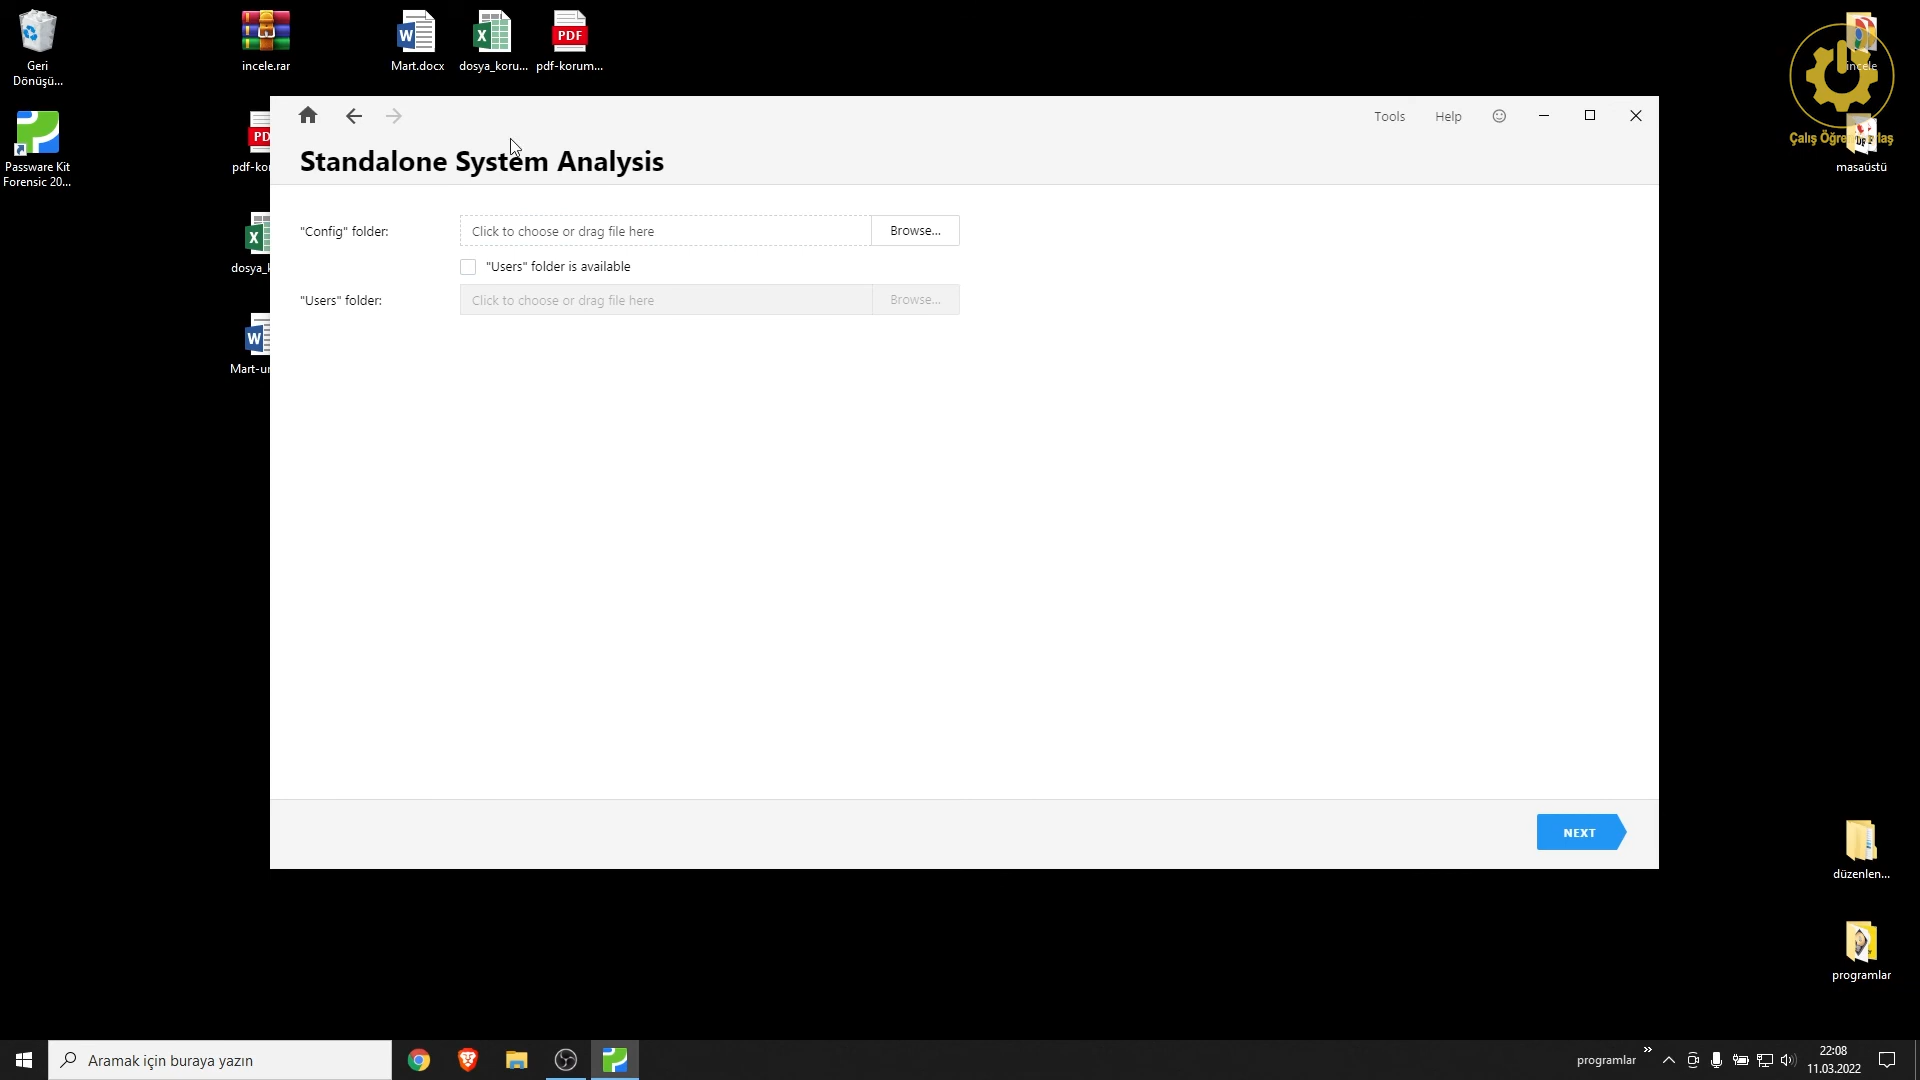 Geri
Dönüşü...
incele.rar
Mart.docx
dosya_koru...
PDF
pdf-korum...
incele
Passware Kit
Forensic 20...
masaüstü
Tools
Help
Standalone System Analysis
"Config" folder:
Click to choose or drag file here
Browse...
"Users" folder is available
"Users" folder:
Click to choose or drag file here
Browse...
NEXT
düzenlen...
programlar
Aramak için buraya yazın
programlar
22:08
11.03.2022